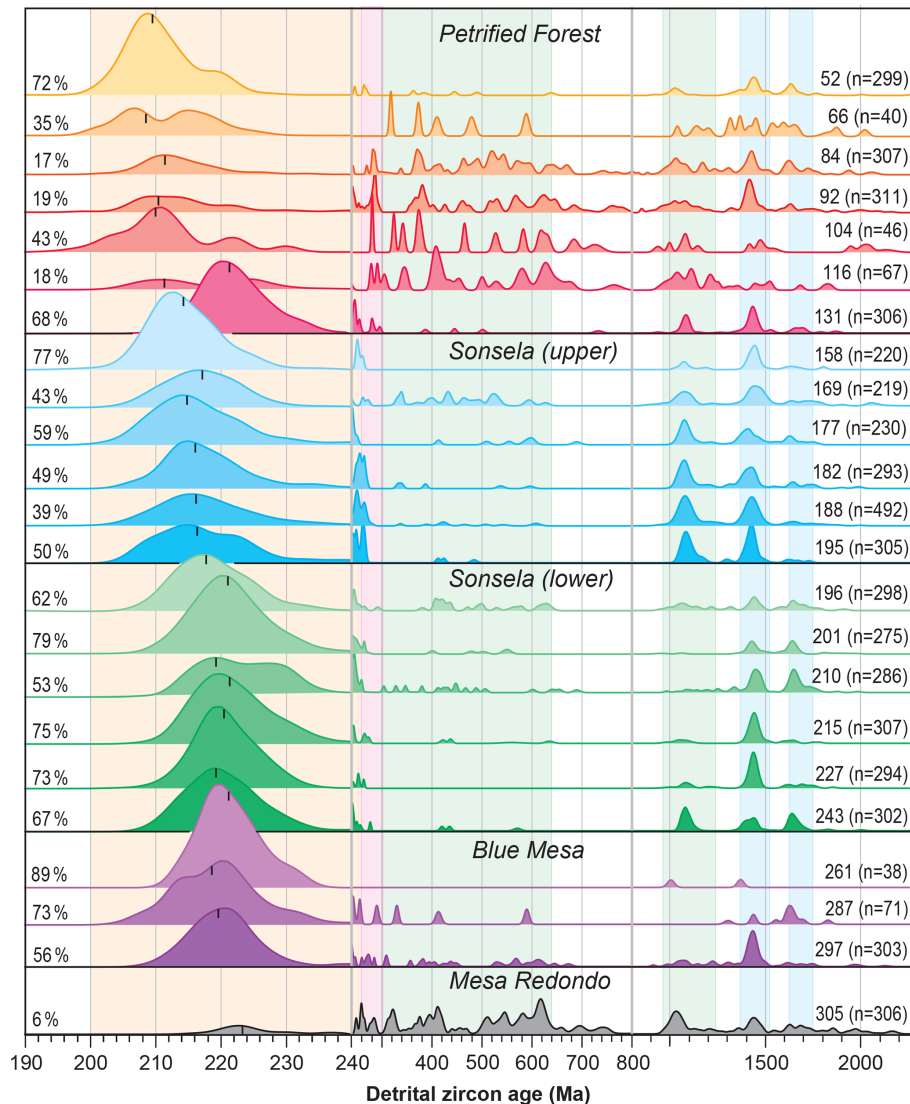 Petrified Forest
72 %
52 (n=299)
35 %
66 (n=40)
17 %
84 (n=307)
19 %
92 (n=311)
43 %
104 (n=46)
18 %
116 (n=67)
68 %
131 (n=306)
Sonsela (upper)
77 %
158 (n=220)
43 %
169 (n=219)
59 %
177 (n=230)
49 %
182 (n=293)
39 %
188 (n=492)
50 %
195 (n=305)
Sonsela (lower)
62 %
196 (n=298)
79 %
201 (n=275)
53 %
210 (n=286)
75 %
215 (n=307)
73 %
227 (n=294)
67 %
243 (n=302)
Blue Mesa
89 %
261 (n=38)
73 %
287 (n=71)
56 %
297 (n=303)
Mesa Redondo
6 %
305 (n=306)
190 200 210 220 230 240 400 500 600 800 1500 2000
Detrital zircon age (Ma)